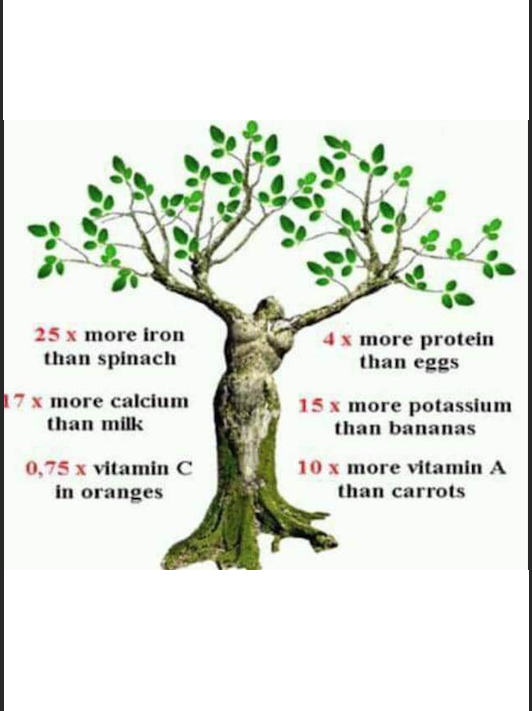 25 x more iron
than spinach
17 x more calcium
than milk
0,75 x vitamin C
in oranges
4 x more protein
than eggs
15 x more potassium
than bananas
10 x more vitamin A
than carrots